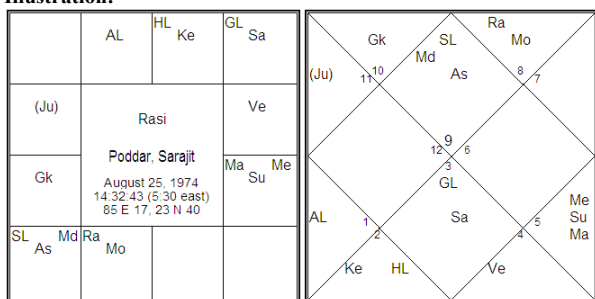 Illustration:
AL
HL
Ke
GL
Sa
(Ju)
Rasi
Ve
Poddar, Sarajit
August 25, 1974
14:32:43 (5:30 east)
85 E 17, 23 N 40
Gk
Ma Me
Su
SL Md
As
Ra
Mo
Ra
Gk SL Mo
Md
(Ju) 11 10 As 8 7
9
12 6
3
GL
AL 1 Sa 5 Me
Su
2 4 Ma
Ke HL Ve